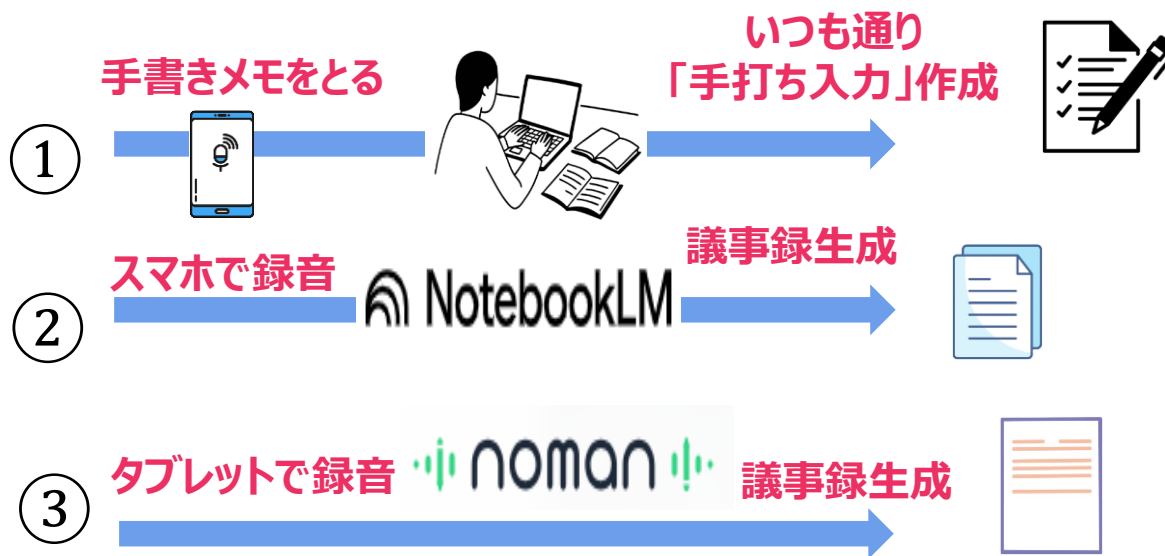 いつも通り
手書きメモをとる
「手打ち入力」作成
①
スマホで録音
議事録生成
② NotebookLM
タブレットで録音
noman
議事録生成
③